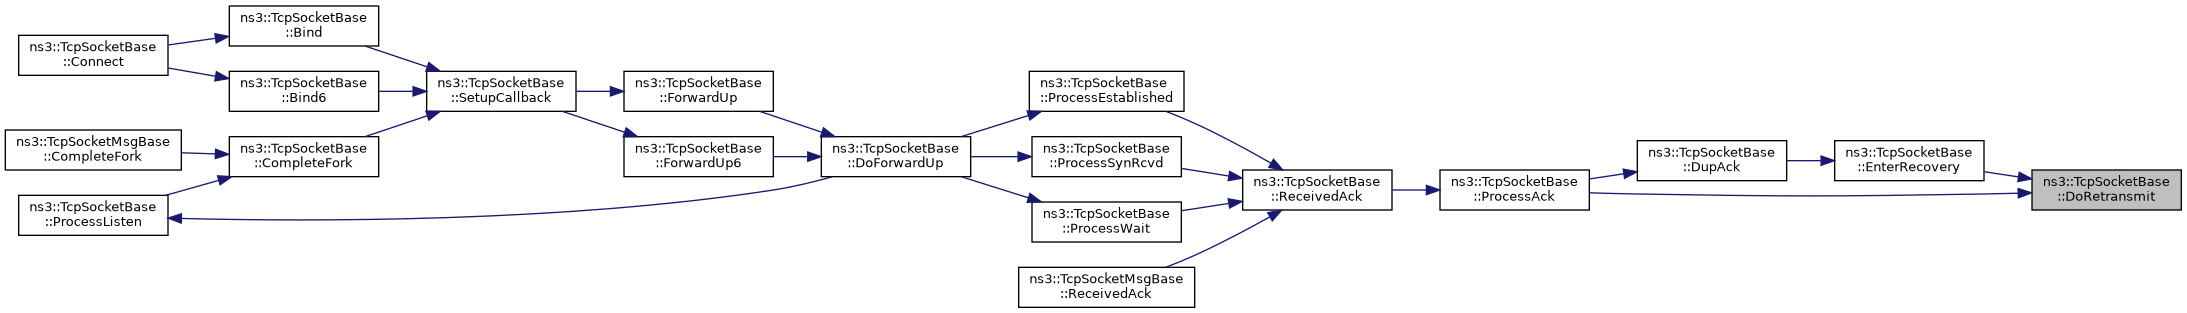 ns3::TcpSocketBase
::Connect
ns3::TcpSocketMsgBase
::CompleteFork
ns3::TcpSocketBase
::ProcessListen
ns3::TcpSocketBase
::Bind
ns3::TcpSocketBase
::Bind6
ns3::TcpSocketBase
::CompleteFork
ns3::TcpSocketBase
::SetupCallback
ns3::TcpSocketBase
::ForwardUp
ns3::TcpSocketBase
::ForwardUp6
ns3::TcpSocketBase
::DoForwardUp
ns3::TcpSocketBase
::ProcessEstablished
ns3::TcpSocketBase
::ProcessSynRcvd
ns3::TcpSocketBase
::ProcessWait
ns3::TcpSocketMsgBase
::ReceivedAck
ns3::TcpSocketBase
::ReceivedAck
ns3::TcpSocketBase
::ProcessAck
ns3::TcpSocketBase
::DupAck
ns3::TcpSocketBase
::EnterRecovery
ns3::TcpSocketBase
::DoRetransmit